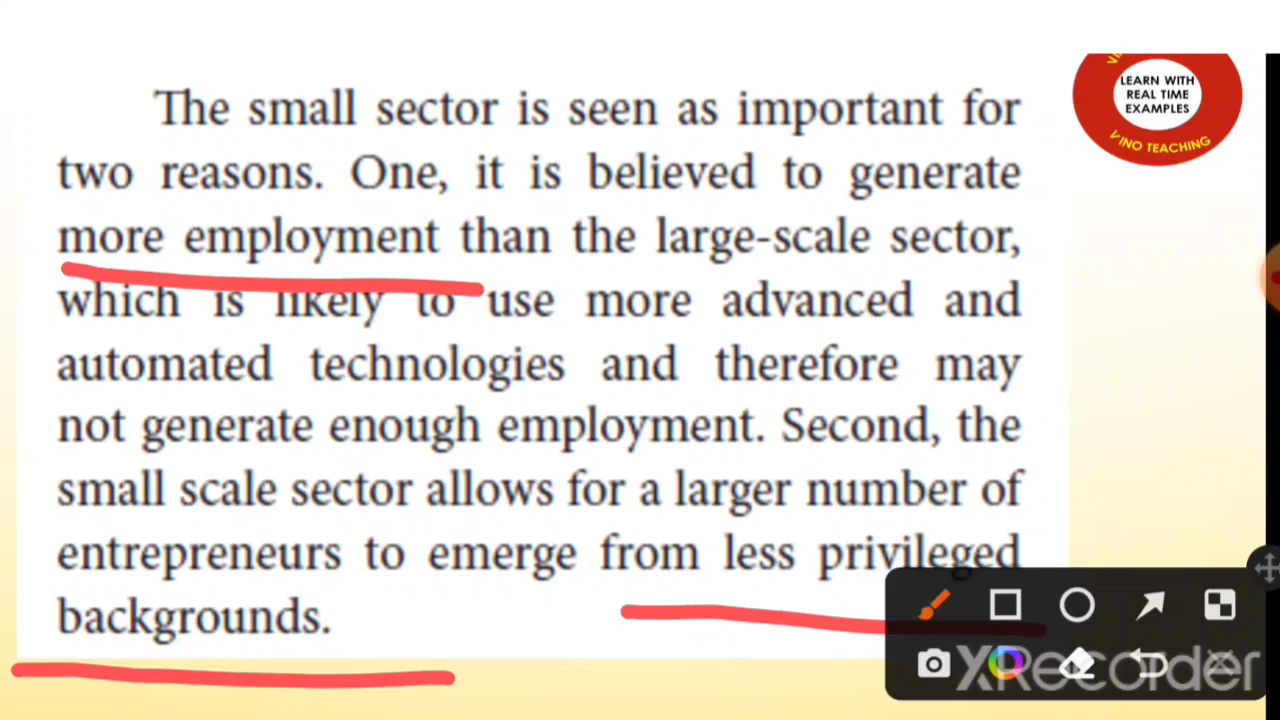 The small sector is seen as important for
two reasons. One, it is believed to generate
more employment than the large-scale sector,
which is likely to use more advanced and
automated technologies and therefore may
not generate enough employment. Second, the
small scale sector allows for a larger number of
entrepreneurs to emerge from less privileged
backgrounds.
LEARN WITH
REAL TIME
EXAMPLES
VINO TEACHING
XRecorder